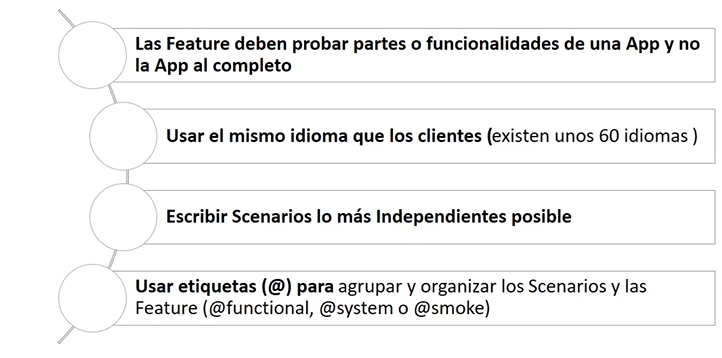 Las Feature deben probar partes o funcionalidades de una App y no
la App al completo
Usar el mismo idioma que los clientes (existen unos 60 idiomas )
Escribir Scenarios lo más Independientes posible
Usar etiquetas (@) para agrupar y organizar los Scenarios y las
Feature (@functional, @system o @smoke)